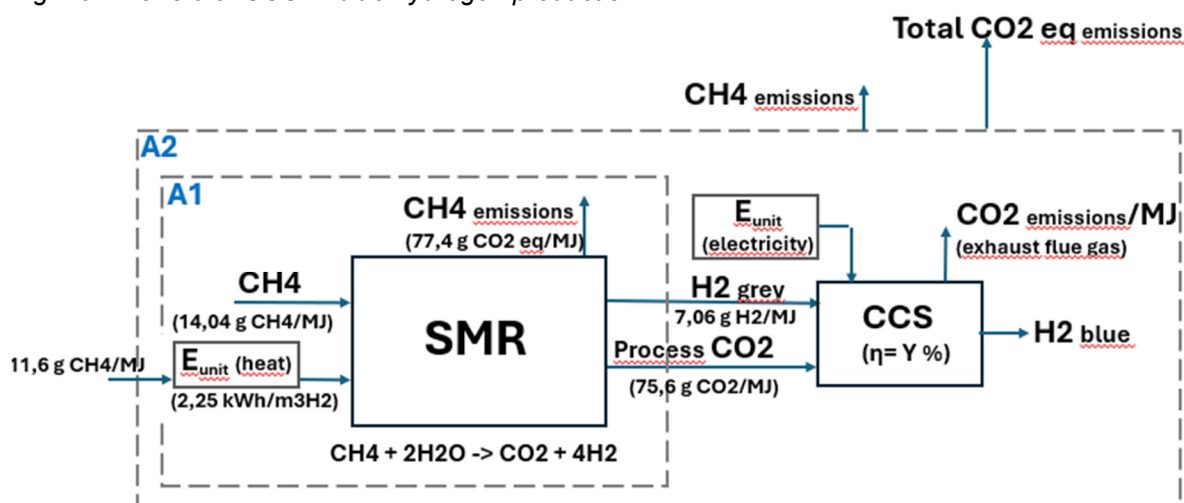 Total CO2 eq emissions
CH4 emissions
A2
A1
CH4 emissions
(77,4 g CO2 eq/MJ)
E unit
(electricity)
CO2 emissions/MJ
(exhaust flue gas)
CH4
(14,04 g CH4/MJ)
SMR
H2 grey
7,06 g H2/MJ
CCS
(η= Y %)
H2 blue
Process CO2
(75,6 g CO2/MJ)
11,6 g CH4/MJ
E unit (heat)
(2,25 kWh/m3H2)
CH4 + 2H2O -> CO2 + 4H2